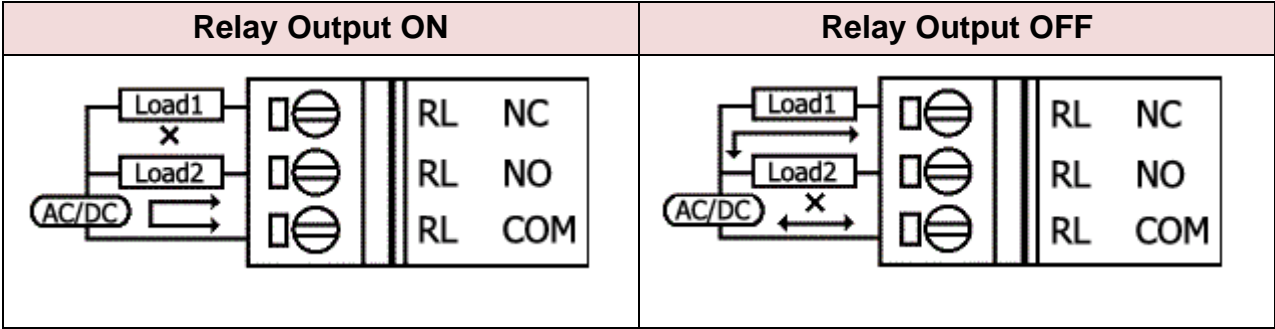 Relay Output ON
Relay Output OFF
Load1
RL NC
Load2
RL NO
AC/DC
RL COM
Load1
RL NC
Load2
RL NO
AC/DC
RL COM